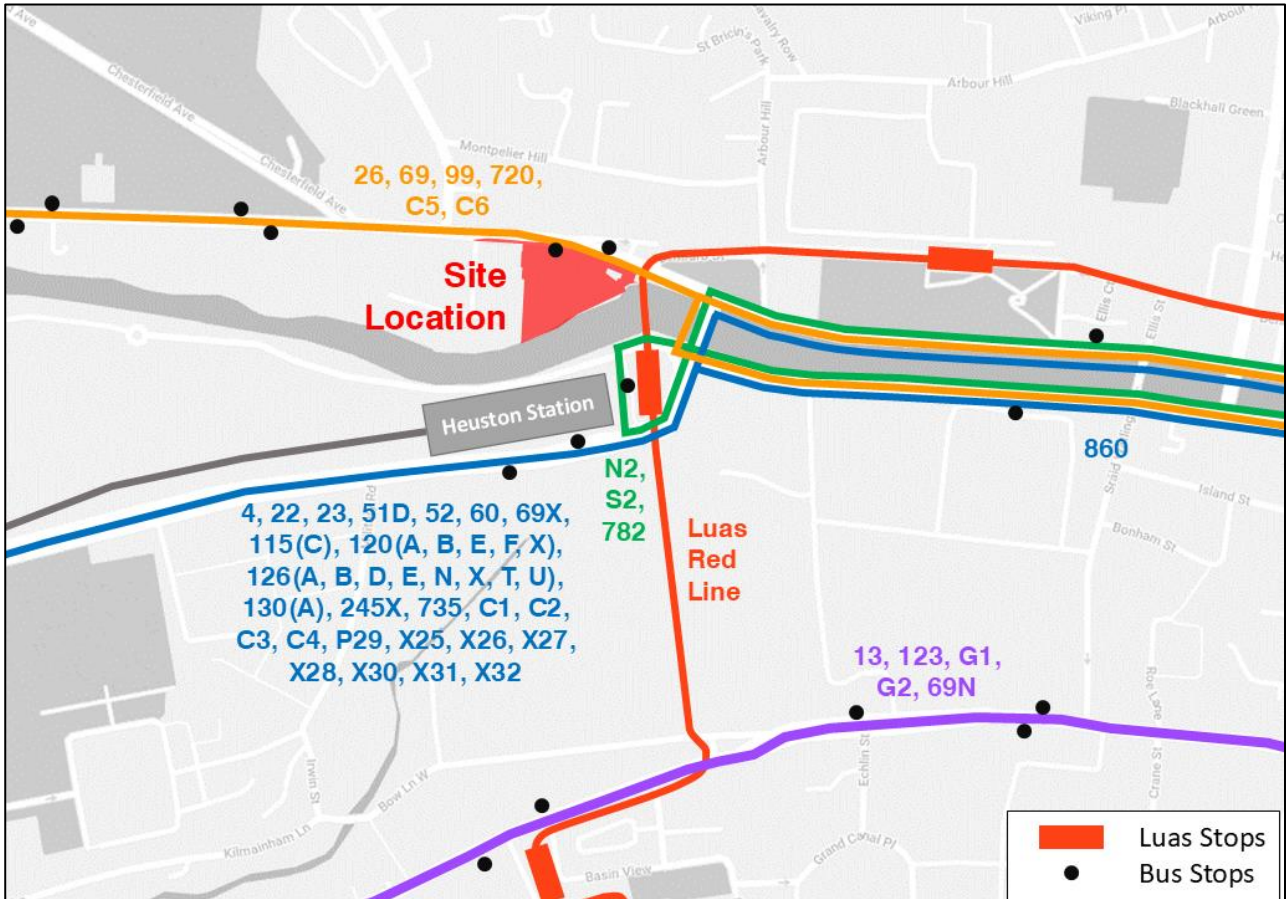 Viking Pl
Arbour H
Cavalry Row
St Bricin's Park
Arbour Hill
Chesterfield Ave
Blackhall Green
Montpelier Hill
Arbour Hill
Chesterfield Ave
26, 69, 99, 720,
C5, C6
Site
Location
Ellis St
Heuston Station
860
N2,
S2,
782
Island St
4, 22, 23, 51D, 52, 60, 69X,
115(C), 120(A, B, E, F, X),
126(A, B, D, E, N, X, T, U),
130(A), 245X, 735, C1, C2,
C3, C4, P29, X25, X26, X27,
X28, X30, X31, X32
Luas
Red
Line
Bonham St
13, 123, G1,
G2, 69N
Roe Lane
Echlin St
Crane St
Irwin St
Bow Ln W
Kilmainham Ln
Grand Canal Pl
Basin View
Luas Stops
Bus Stops